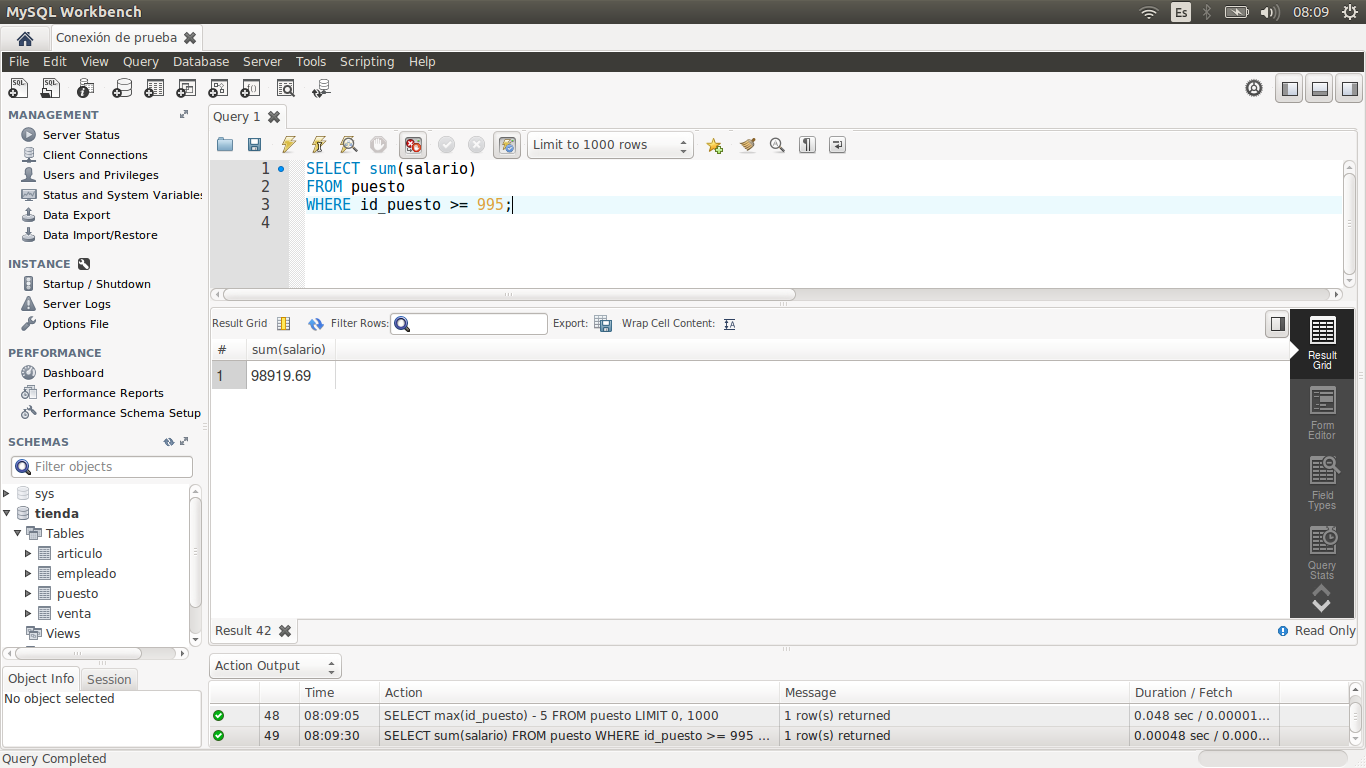 MySQL Workbench
Es
08:09
Conexión de prueba
File Edit View Query Database Server Tools Scripting Help
MANAGEMENT
Server Status
Client Connections
Users and Privileges
Status and System Variables
Data Export
Data Import/Restore
INSTANCE
Startup / Shutdown
Server Logs
Options File
PERFORMANCE
Dashboard
Performance Reports
Performance Schema Setup
SCHEMAS
Filter objects
sys
tienda
Tables
articulo
empleado
puesto
venta
Views
Object Info Session
No object selected
Query 1
Limit to 1000 rows
1 SELECT sum(salario)
2 FROM puesto
3 WHERE id_puesto >= 995;
4
Result Grid Filter Rows: Export: Wrap Cell Content:
# sum(salario)
1 98919.69
Result Grid
Form Editor
Field Types
Query Stats
Result 42
Read Only
Action Output
Time Action Message Duration / Fetch
48 08:09:05 SELECT max(id_puesto) - 5 FROM puesto LIMIT 0, 1000 1 row(s) returned 0.048 sec / 0.00001...
49 08:09:30 SELECT sum(salario) FROM puesto WHERE id_puesto >= 995 ... 1 row(s) returned 0.00048 sec / 0.000...
Query Completed